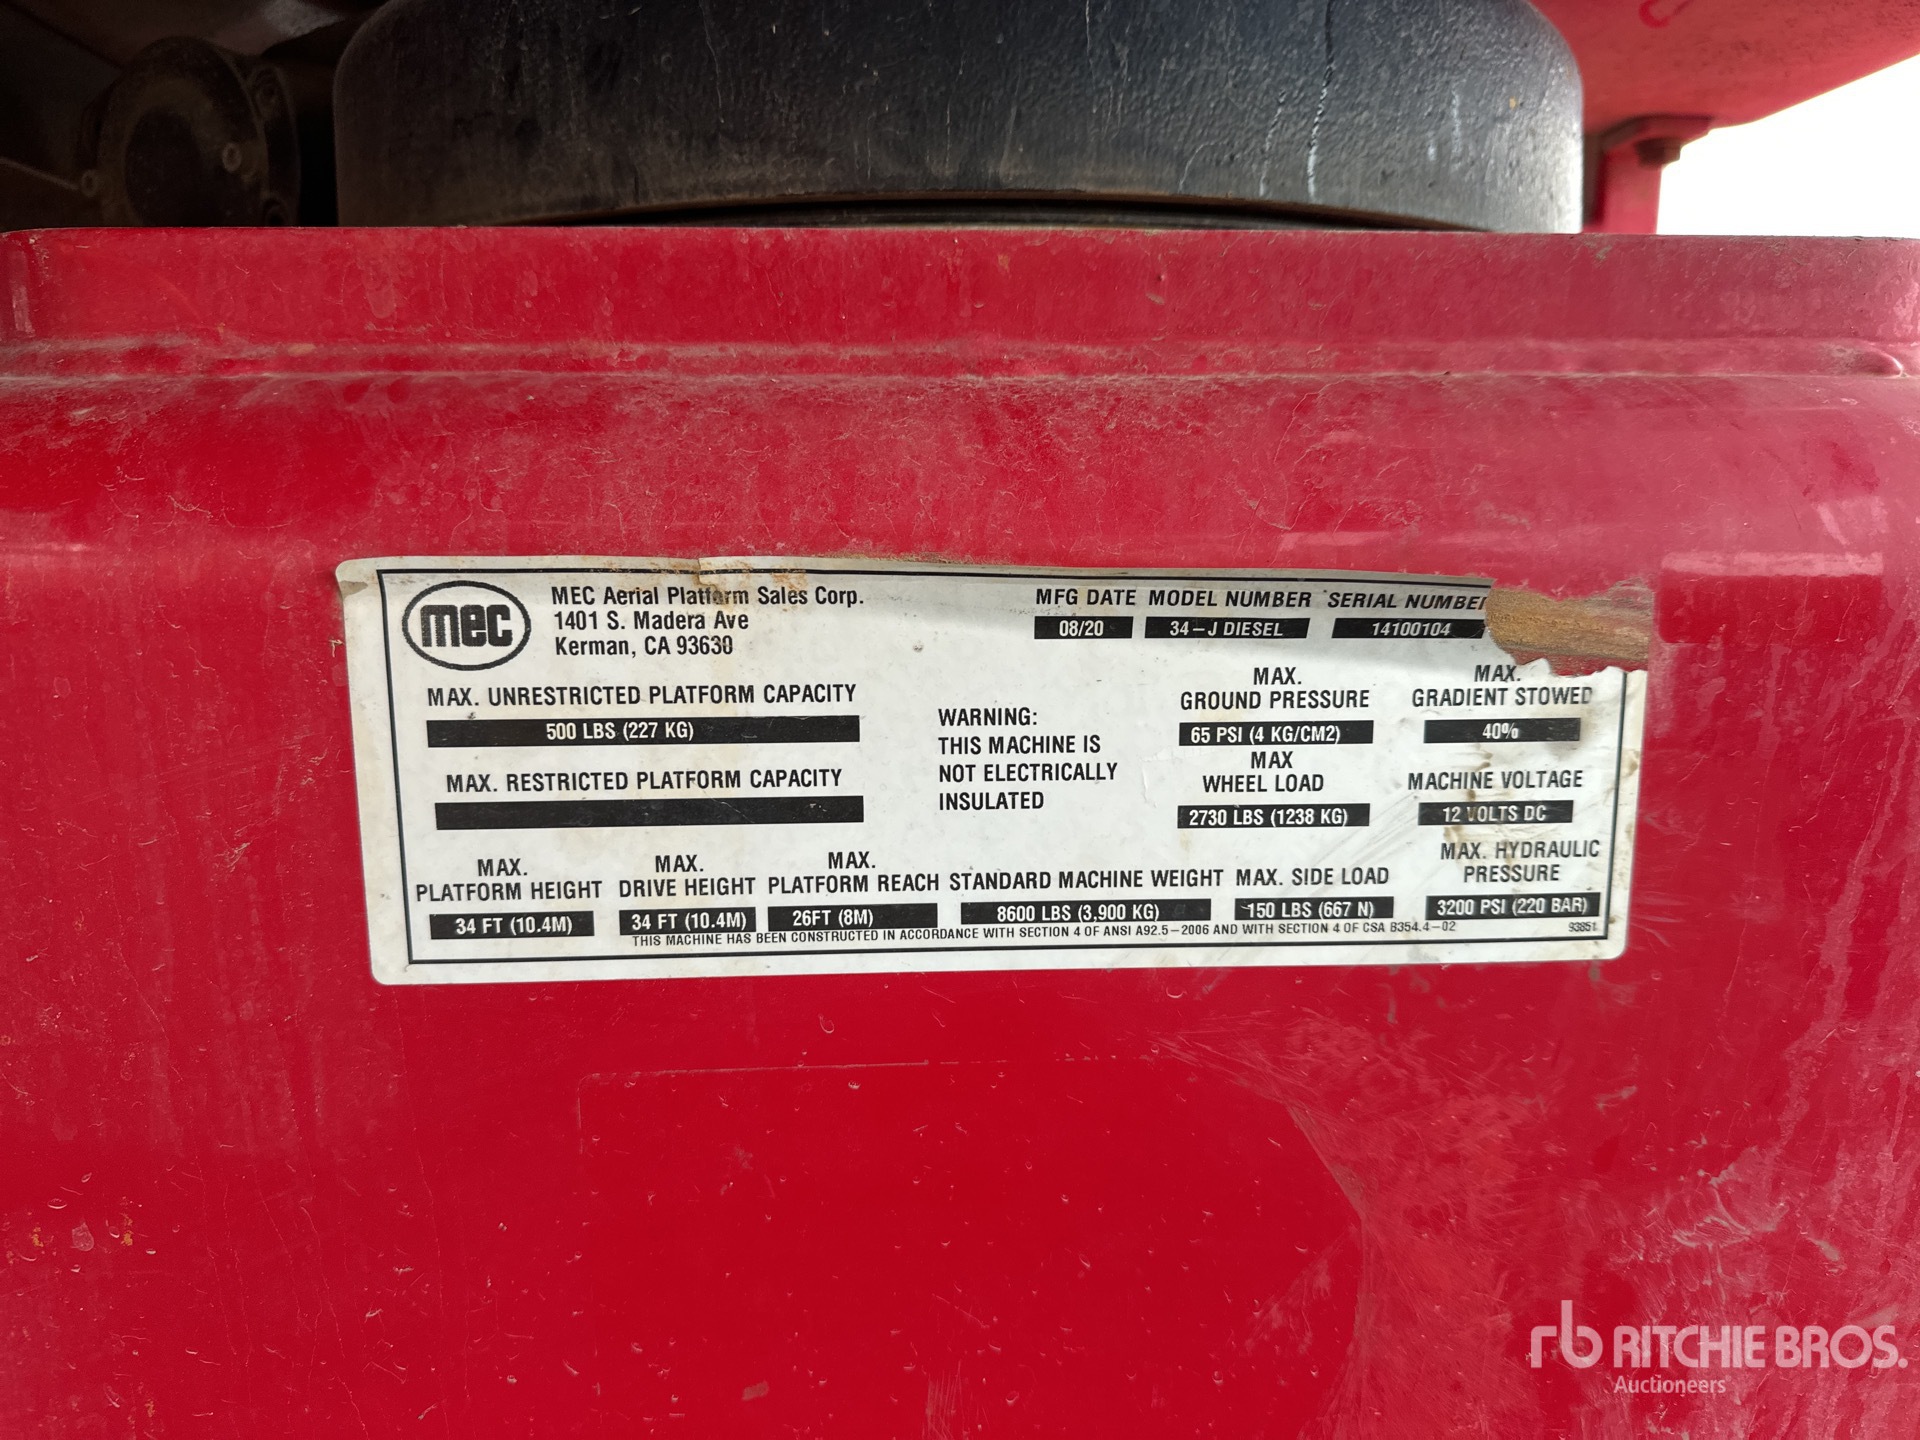 mec
MEC Aerial Platform Sales Corp.
1401 S. Madera Ave
Kerman, CA 93630
MFG DATE MODEL NUMBER SERIAL NUMBER
08/20 34-J DIESEL 14100104
MAX. UNRESTRICTED PLATFORM CAPACITY
500 LBS (227 KG)
MAX. RESTRICTED PLATFORM CAPACITY
WARNING:
THIS MACHINE IS
NOT ELECTRICALLY
INSULATED
MAX.
GROUND PRESSURE
65 PSI (4 KG/CM2)
MAX
WHEEL LOAD
2730 LBS (1238 KG)
MAX.
GRADIENT STOWED
40%
MACHINE VOLTAGE
12 VOLTS DC
MAX.
PLATFORM HEIGHT
34 FT (10.4M)
MAX.
DRIVE HEIGHT
34 FT (10.4M)
MAX.
PLATFORM REACH
26FT (8M)
STANDARD MACHINE WEIGHT
8600 LBS (3,900 KG)
MAX. SIDE LOAD
150 LBS (667 N)
MAX. HYDRAULIC
PRESSURE
3200 PSI (220 BAR)
THIS MACHINE HAS BEEN CONSTRUCTED IN ACCORDANCE WITH SECTION 4 OF ANSI A92.5-2006 AND WITH SECTION 4 OF CSA B354.4-02
93851
rb RITCHIE BROS.
Auctioneers